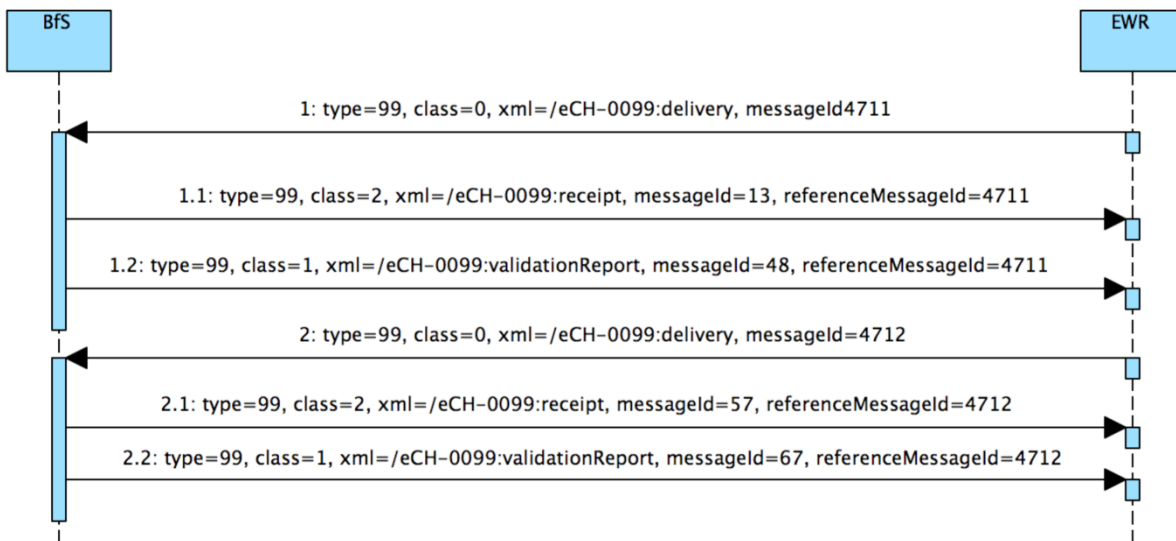 BfS
EWR
1: type=99, class=0, xml=/eCH-0099:delivery, messageId4711
1.1: type=99, class=2, xml=/eCH-0099:receipt, messageId=13, referenceMessageId=4711
1.2: type=99, class=1, xml=/eCH-0099:validationReport, messageId=48, referenceMessageId=4711
2: type=99, class=0, xml=/eCH-0099:delivery, messageId=4712
2.1: type=99, class=2, xml=/eCH-0099:receipt, messageId=57, referenceMessageId=4712
2.2: type=99, class=1, xml=/eCH-0099:validationReport, messageId=67, referenceMessageId=4712